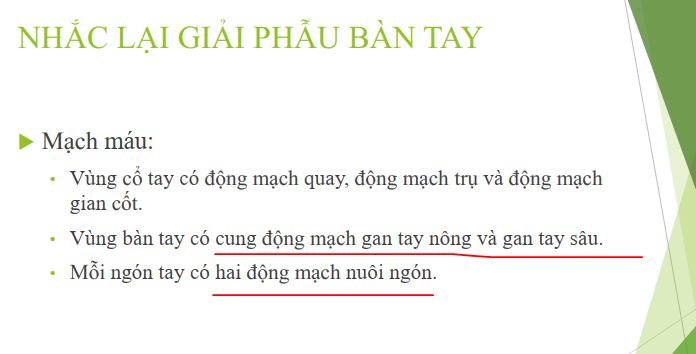 NHẮC LẠI GIẢI PHẪU BÀN TAY
Mạch máu:
Vùng cổ tay có động mạch quay, động mạch trụ và động mạch
gian cốt.
Vùng bàn tay có cung động mạch gan tay nông và gan tay sâu.
Mỗi ngón tay có hai động mạch nuôi ngón.